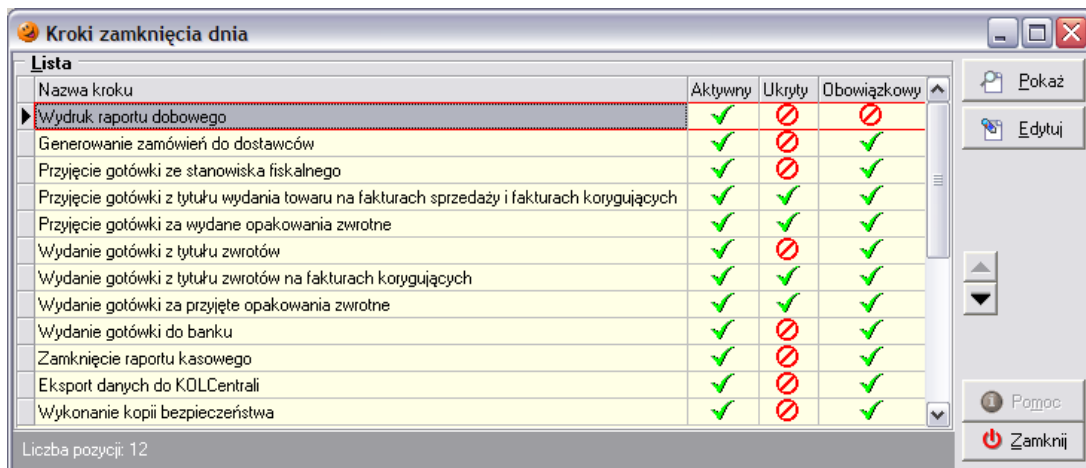 Kroki zamknięcia dnia
Lista
Nazwa kroku Aktywny Ukryty Obowiązkowy
Wydruk raportu dobowego
Generowanie zamówień do dostawców
Przyjęcie gotówki ze stanowiska fiskalnego
Przyjęcie gotówki z tytułu wydania towaru na fakturach sprzedaży i fakturach korygujących
Przyjęcie gotówki za wydane opakowania zwrotne
Wydanie gotówki z tytułu zwrotów
Wydanie gotówki z tytułu zwrotów na fakturach korygujących
Wydanie gotówki za przyjęte opakowania zwrotne
Wydanie gotówki do banku
Zamknięcie raportu kasowego
Eksport danych do KOLCentrali
Wykonanie kopii bezpieczeństwa
Liczba pozycji: 12
Pokaż
Edytuj
Pomoc
Zamknij